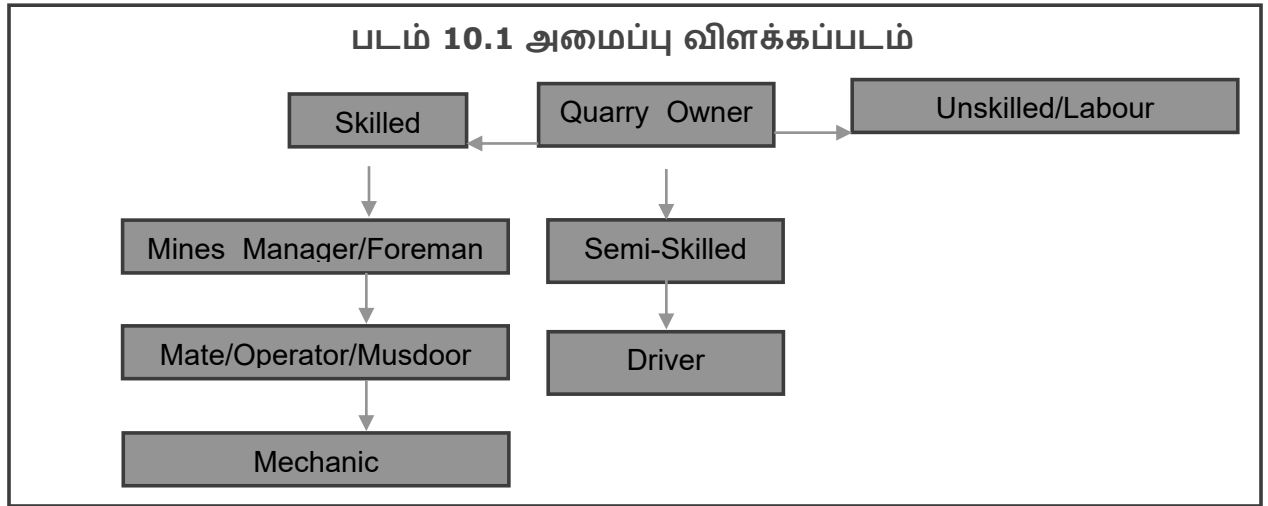 படம் 10.1 அமைப்பு விளக்கப்படம்
Skilled
Quarry Owner
Unskilled/Labour
Mines Manager/Foreman
Semi-Skilled
Mate/Operator/Musdoor
Driver
Mechanic